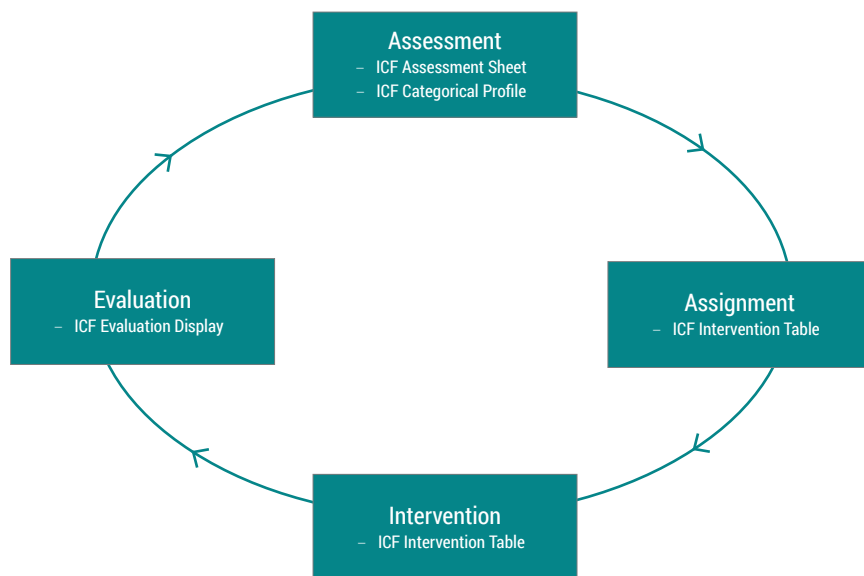 Assessment
– ICF Assessment Sheet
– ICF Categorical Profile
Evaluation
– ICF Evaluation Display
Assignment
– ICF Intervention Table
Intervention
– ICF Intervention Table